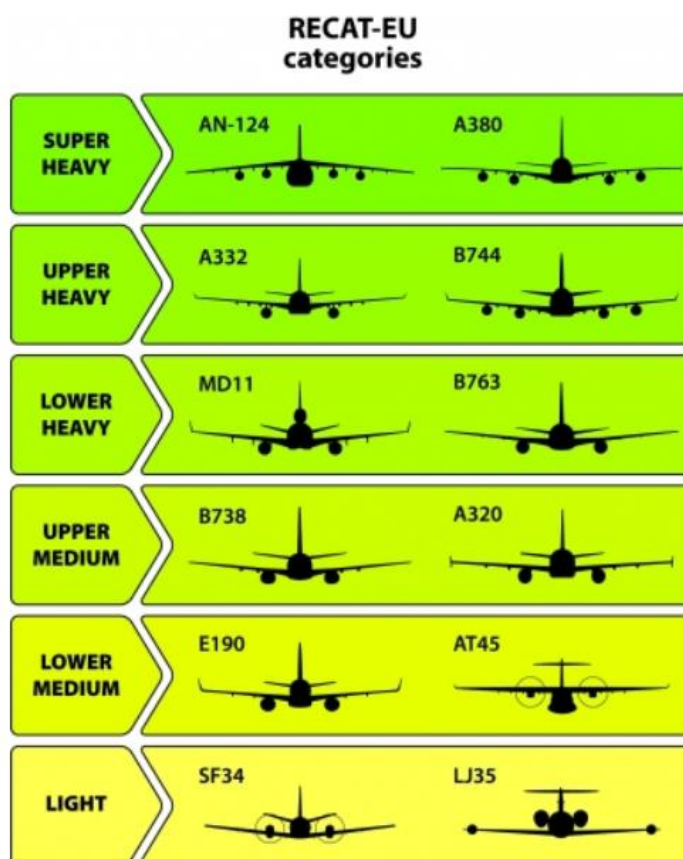 RECAT-EU
categories
SUPER
HEAVY
AN-124
A380
UPPER
HEAVY
A332
B744
LOWER
HEAVY
MD11
B763
UPPER
MEDIUM
B738
A320
LOWER
MEDIUM
E190
AT45
LIGHT
SF34
LJ35